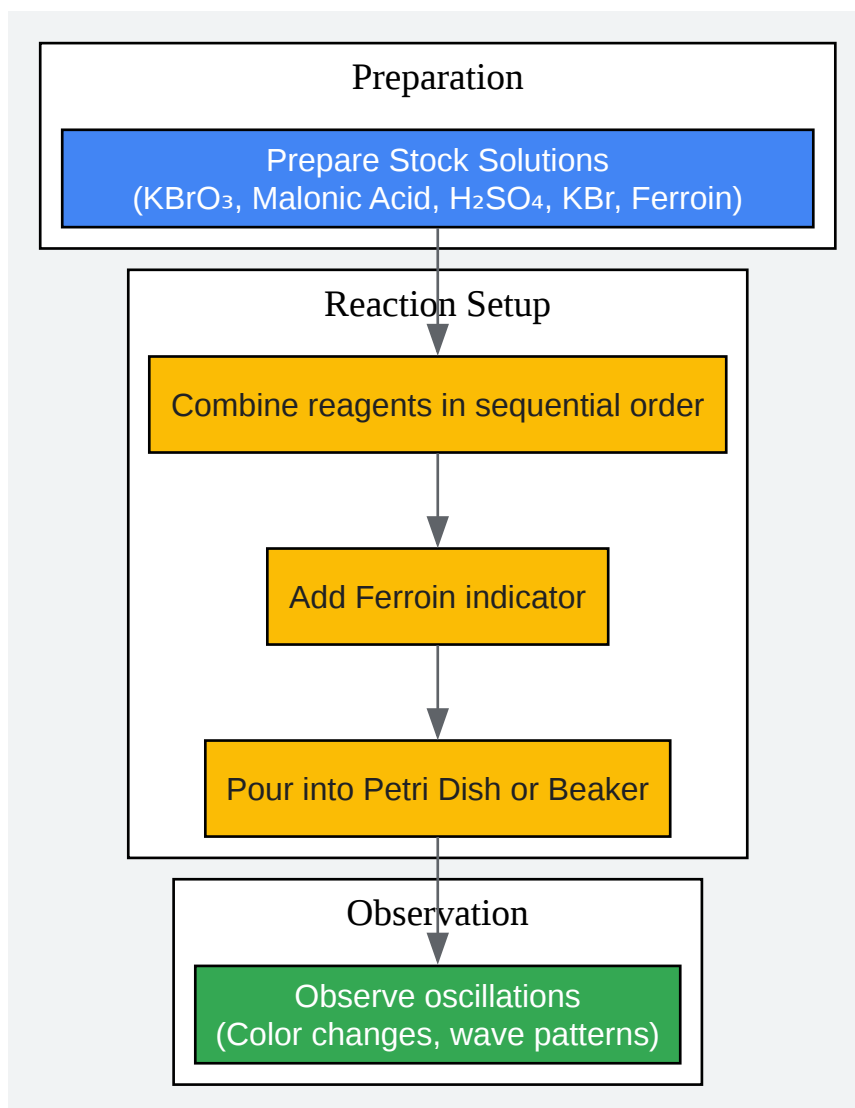 Preparation
Prepare Stock Solutions
(KBrO₃, Malonic Acid, H₂SO₄, KBr, Ferroin)
Reaction Setup
Combine reagents in sequential order
Add Ferroin indicator
Pour into Petri Dish or Beaker
Observation
Observe oscillations
(Color changes, wave patterns)